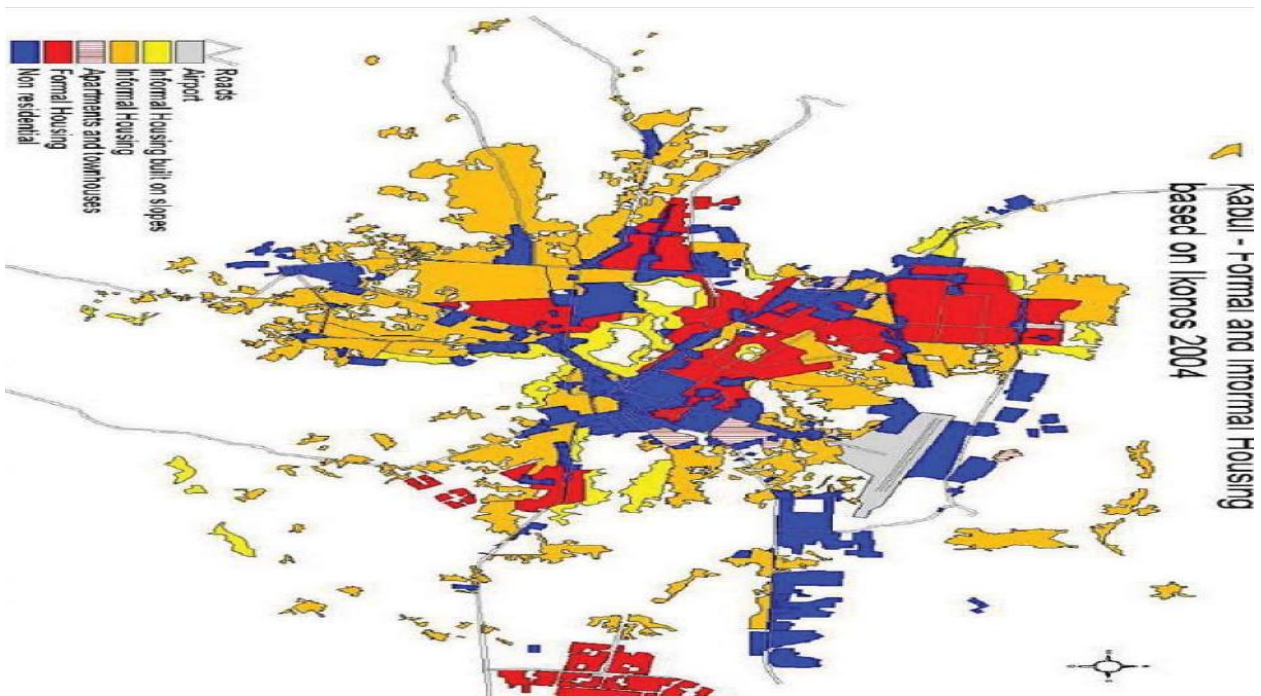 Kabul - Formal and Informal Housing
based on Ikonos 2004
Roads
Airport
Informal Housing built on slopes
Informal Housing
Apartments and townhouses
Formal Housing
Non residential